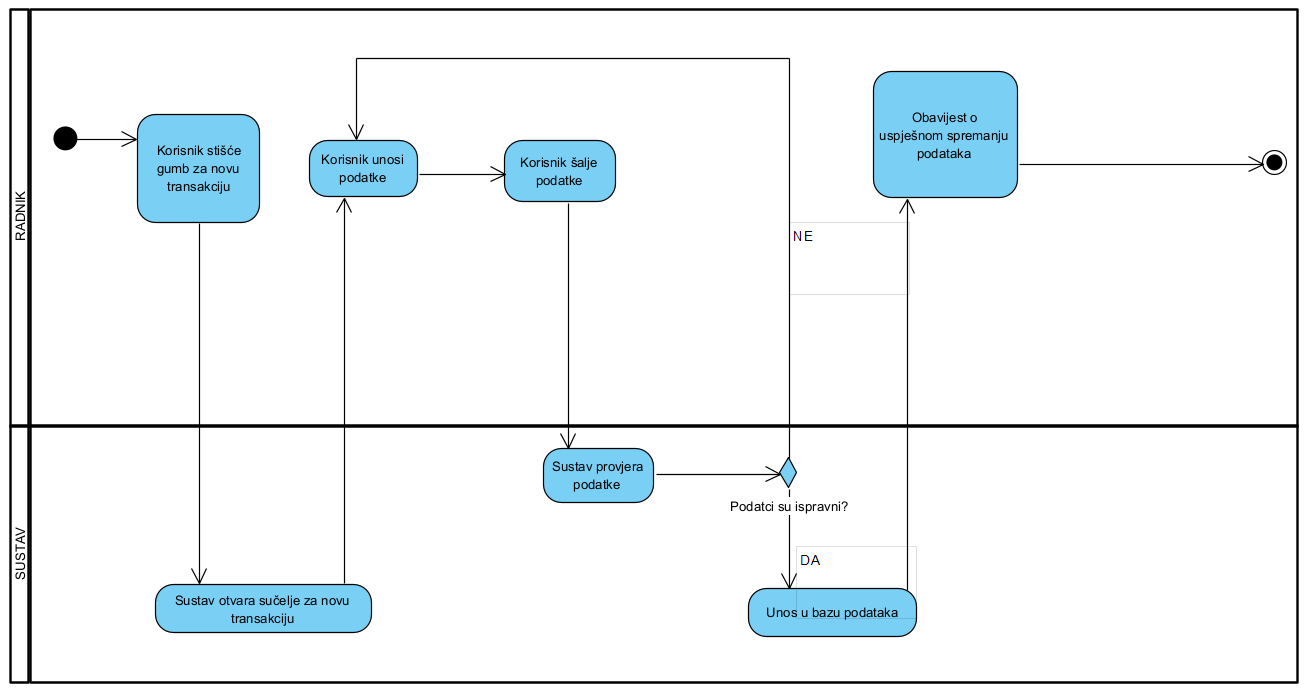 RADNIK
Korisnik stišće
gumb za novu
transakciju
Korisnik unosi
podatke
Korisnik šalje
podatke
Obavijest o
uspješnom spremanju
podataka
NE
SUSTAV
Sustav otvara sučelje za novu
transakciju
Sustav provjera
podatke
Podatci su ispravni?
DA
Unos u bazu podataka